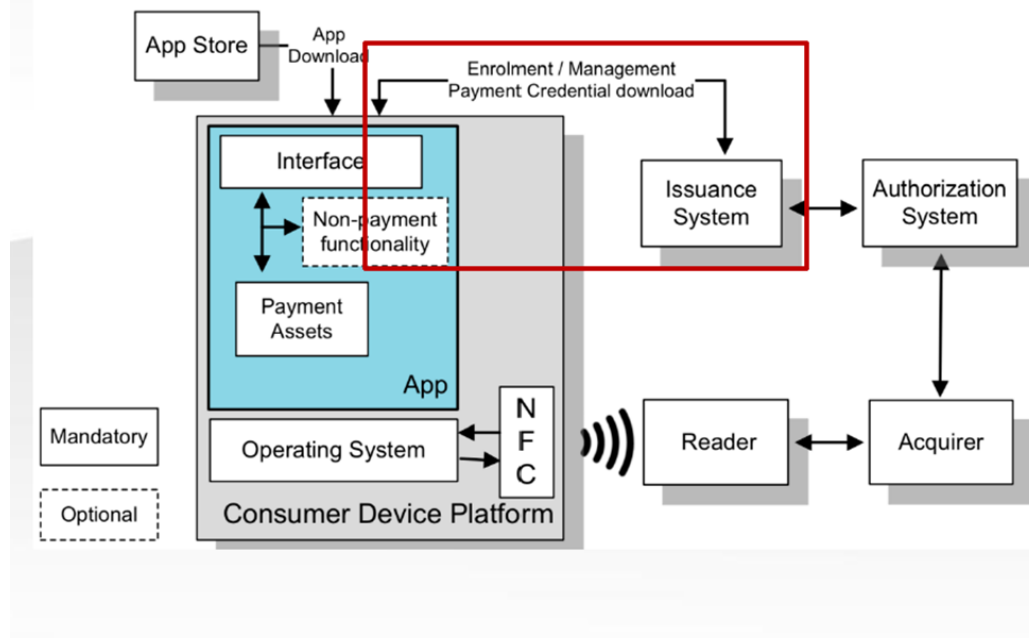 App Store
App
Download
Enrolment / Management
Payment Credential download
Interface
Non-payment
functionality
Payment
Assets
App
Issuance
System
Authorization
System
Mandatory
Optional
Operating System
N
F
C
Consumer Device Platform
Reader
Acquirer